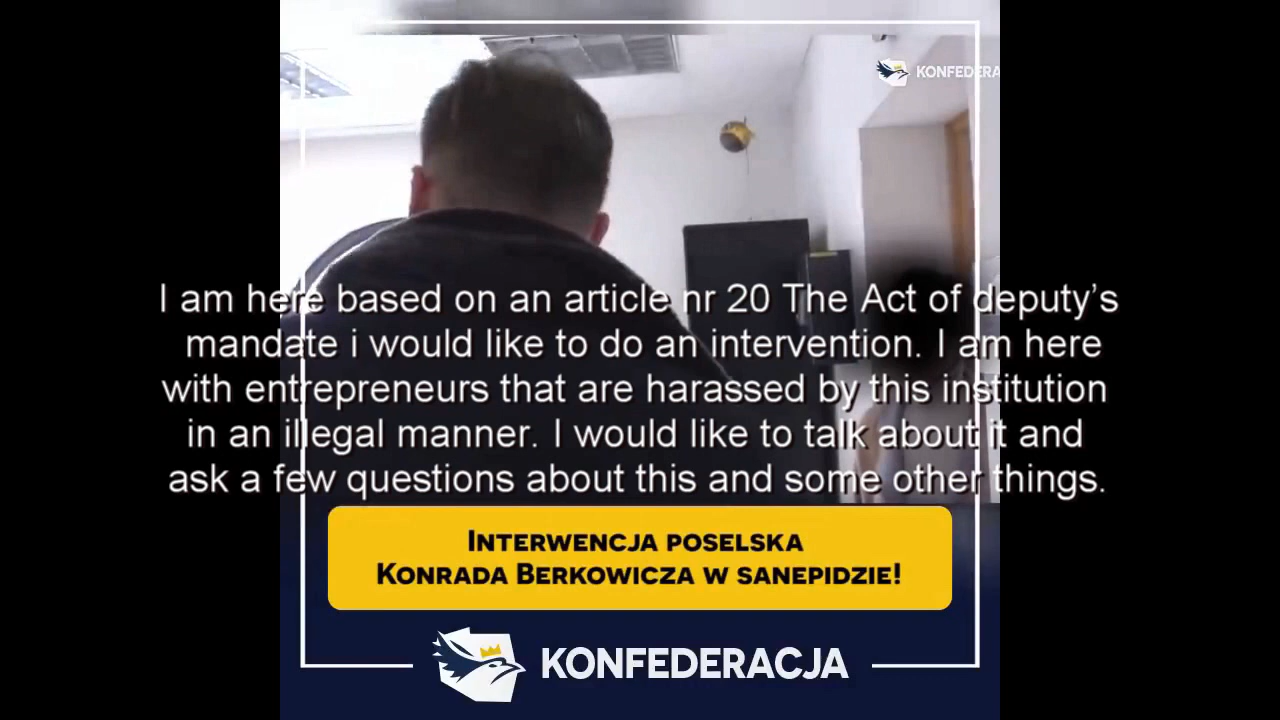 KONFEDERA
I am here based on an article nr 20 The Act of deputy’s
mandate i would like to do an intervention. I am here
with entrepreneurs that are harassed by this institution
in an illegal manner. I would like to talk about it and
ask a few questions about this and some other things.
INTERWENCJA POSELSKA
KONRADA BERKOWICZA W SANEPIDZIE!
KONFEDERACJA